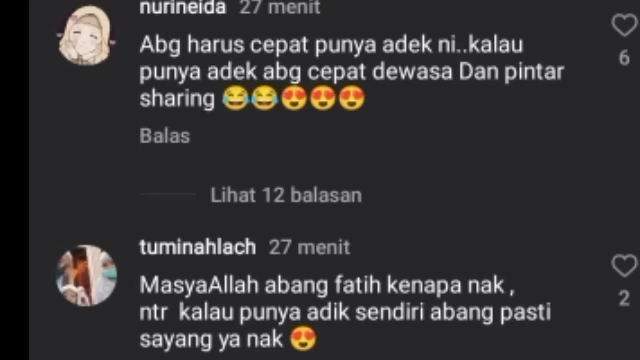 nurineida 27 menit
Abg harus cepat punya adek ni..kalau
punya adek abg cepat dewasa Dan pintar
sharing 😂😂😍😍😍
6
Balas
Lihat 12 balasan
tuminahlach 27 menit
MasyaAllah abang fatih kenapa nak ,
ntr kalau punya adik sendiri abang pasti
sayang ya nak 😍
2